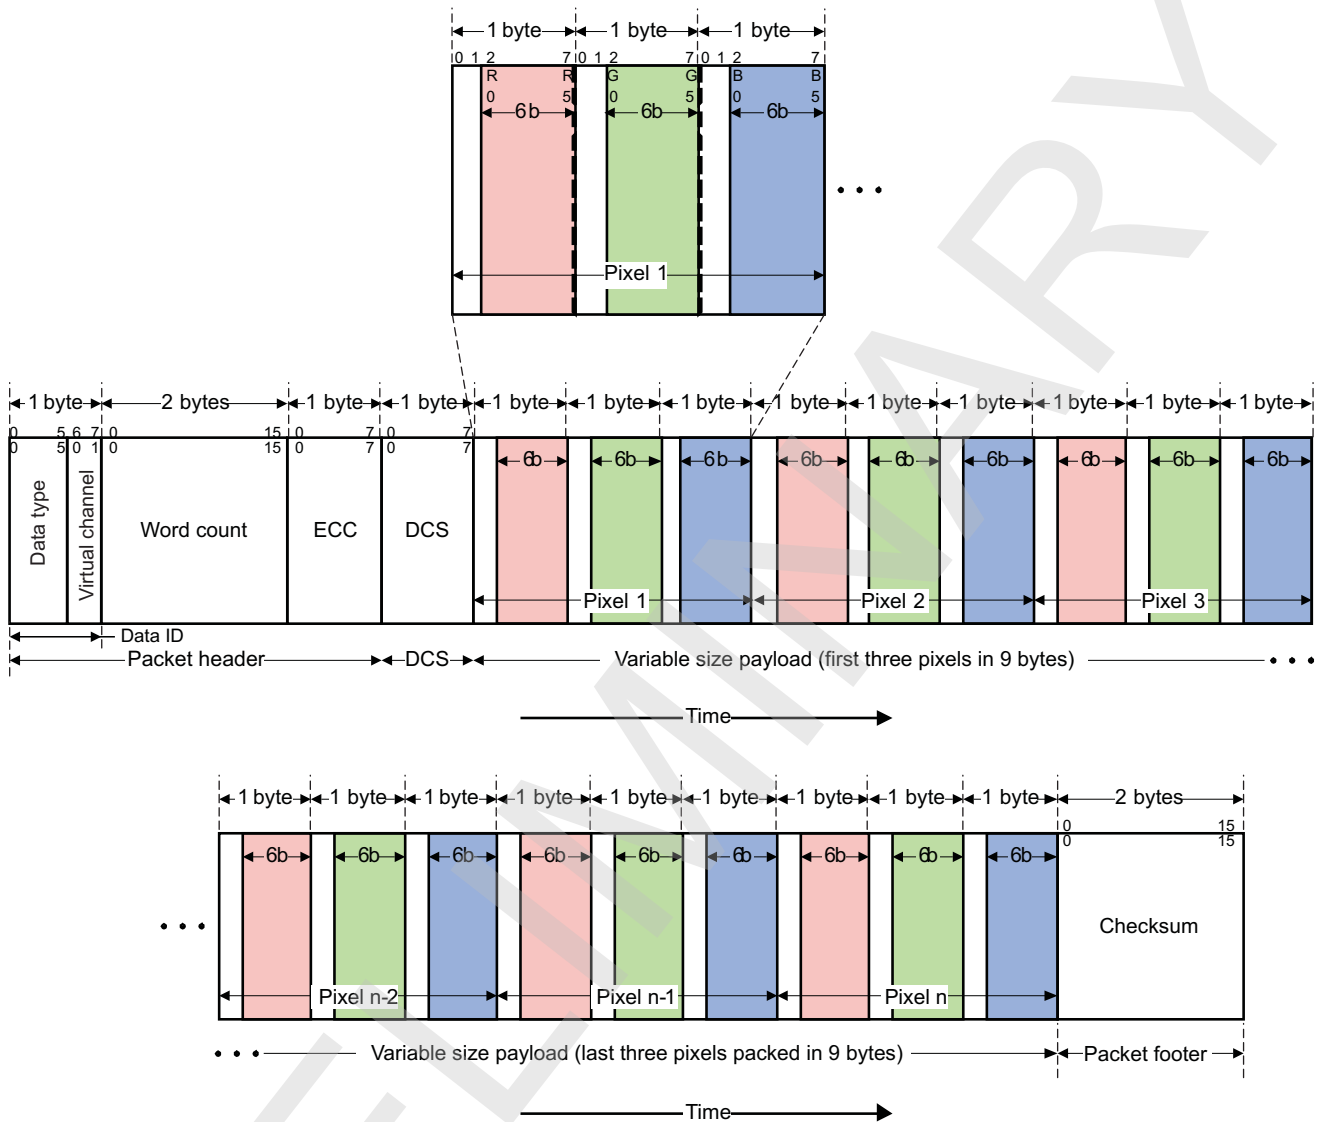 1 byte 1 byte 1 byte
0 1 2 7 0 1 2 7 0 1 2 7
R R G G B B
0 5 0 5 0 5
6b 6b 6b
Pixel 1
1 byte 2 bytes 1 byte 1 byte 1 byte 1 byte 1 byte 1 byte 1 byte 1 byte 1 byte 1 byte 1 byte
0 5 6 7 0 15 0 7 0 7
0 5 0 1 0 15 0 7 0 7
6b 6b 6b 6b 6b 6b 6b 6b 6b
Data type Virtual channel Word count ECC DCS
Pixel 1 Pixel 2 Pixel 3
Data ID
Packet header DCS Variable size payload (first three pixels in 9 bytes)
Time
1 byte 1 byte 1 byte 1 byte 1 byte 1 byte 1 byte 1 byte 1 byte 2 bytes
0 15
0 15
6b 6b 6b 6b 6b 6b 6b 6b 6b
Checksum
Pixel n-2 Pixel n-1 Pixel n
Variable size payload (last three pixels packed in 9 bytes) Packet footer
Time